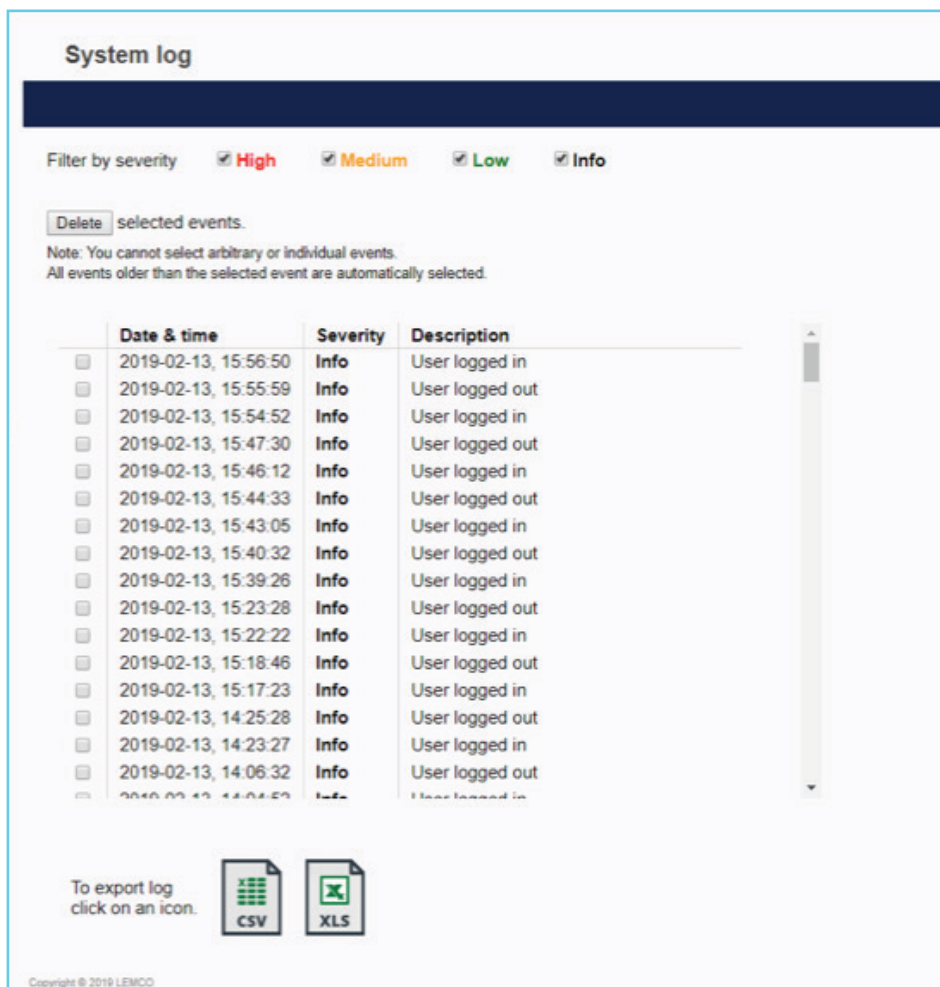 System log
Filter by severity High Medium Low Info
Delete selected events.
Note: You cannot select arbitrary or individual events.
All events older than the selected event are automatically selected.
Date & time Severity Description
2019-02-13, 15:56:50 Info User logged in
2019-02-13, 15:55:59 Info User logged out
2019-02-13, 15:54:52 Info User logged in
2019-02-13, 15:47:30 Info User logged out
2019-02-13, 15:46:12 Info User logged in
2019-02-13, 15:44:33 Info User logged out
2019-02-13, 15:43:05 Info User logged in
2019-02-13, 15:40:32 Info User logged out
2019-02-13, 15:39:26 Info User logged in
2019-02-13, 15:23:28 Info User logged out
2019-02-13, 15:22:22 Info User logged in
2019-02-13, 15:18:46 Info User logged out
2019-02-13, 15:17:23 Info User logged in
2019-02-13, 14:25:28 Info User logged out
2019-02-13, 14:23:27 Info User logged in
2019-02-13, 14:06:32 Info User logged out
To export log
click on an icon.
CSV XLS
Copyright © 2019 LEMCO